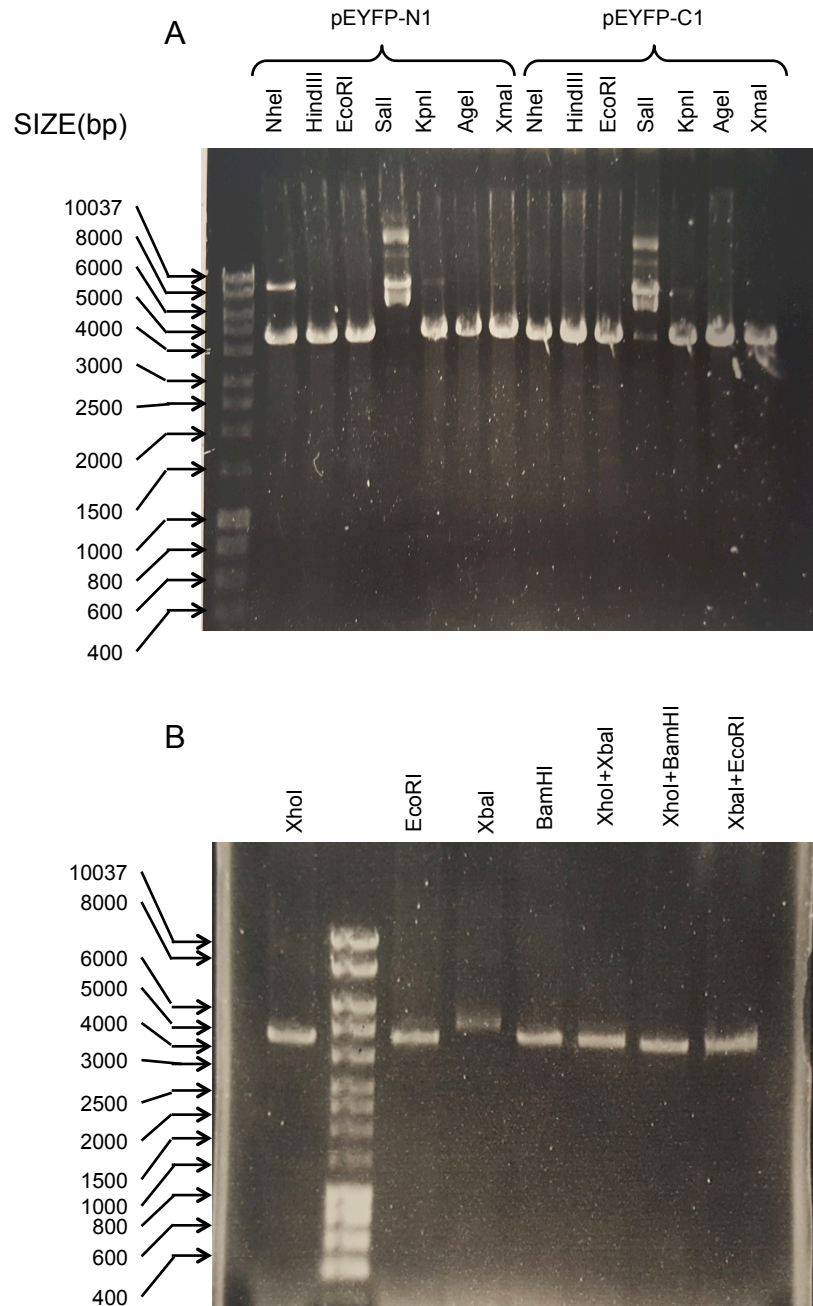 A
pEYFP-N1
pEYFP-C1
SIZE(bp)
NheI
HindIII
EcoRI
SalI
KpnI
AgeI
XmaI
NheI
HindIII
EcoRI
SalI
KpnI
AgeI
XmaI
10037
8000
6000
5000
4000
3000
2500
2000
1500
1000
800
600
400
B
XhoI
EcoRI
XbaI
BamHI
XhoI+XbaI
XhoI+BamHI
XbaI+EcoRI
10037
8000
6000
5000
4000
3000
2500
2000
1500
1000
800
600
400